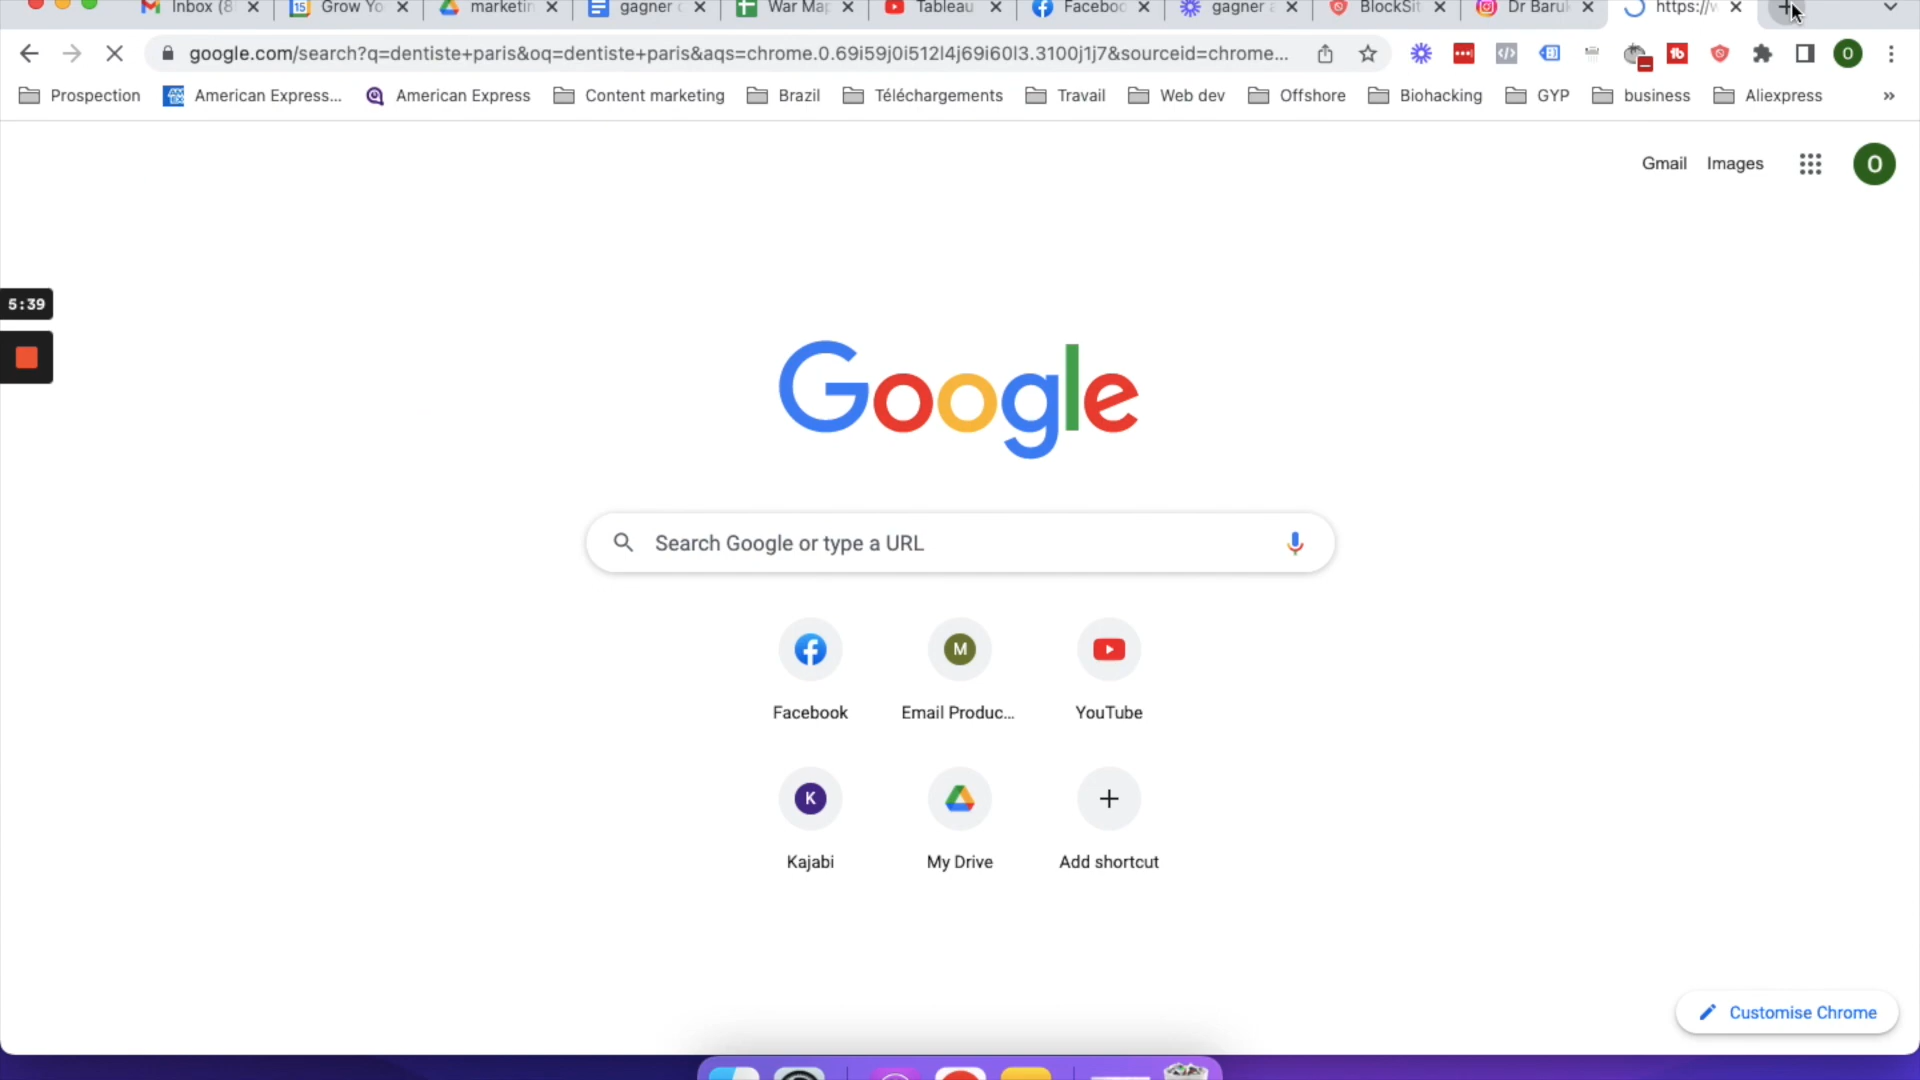 Inbox (8
Grow Yo
marketin
gagner c
War Map
Tableau
Faceboo
gagner a
BlockSit
Dr Baruk
https://w
google.com/search?q=dentiste+paris&oq=dentiste+paris&aqs=chrome.0.69i59j0i512l4j69i60l3.3100j1j7&sourceid=chrome...
Prospection
American Express...
American Express
Content marketing
Brazil
Téléchargements
Travail
Web dev
Offshore
Biohacking
GYP
business
Aliexpress
»
Gmail
Images
O
5:39
Google
Search Google or type a URL
Facebook
M
Email Produc...
YouTube
K
Kajabi
My Drive
Add shortcut
Customise Chrome